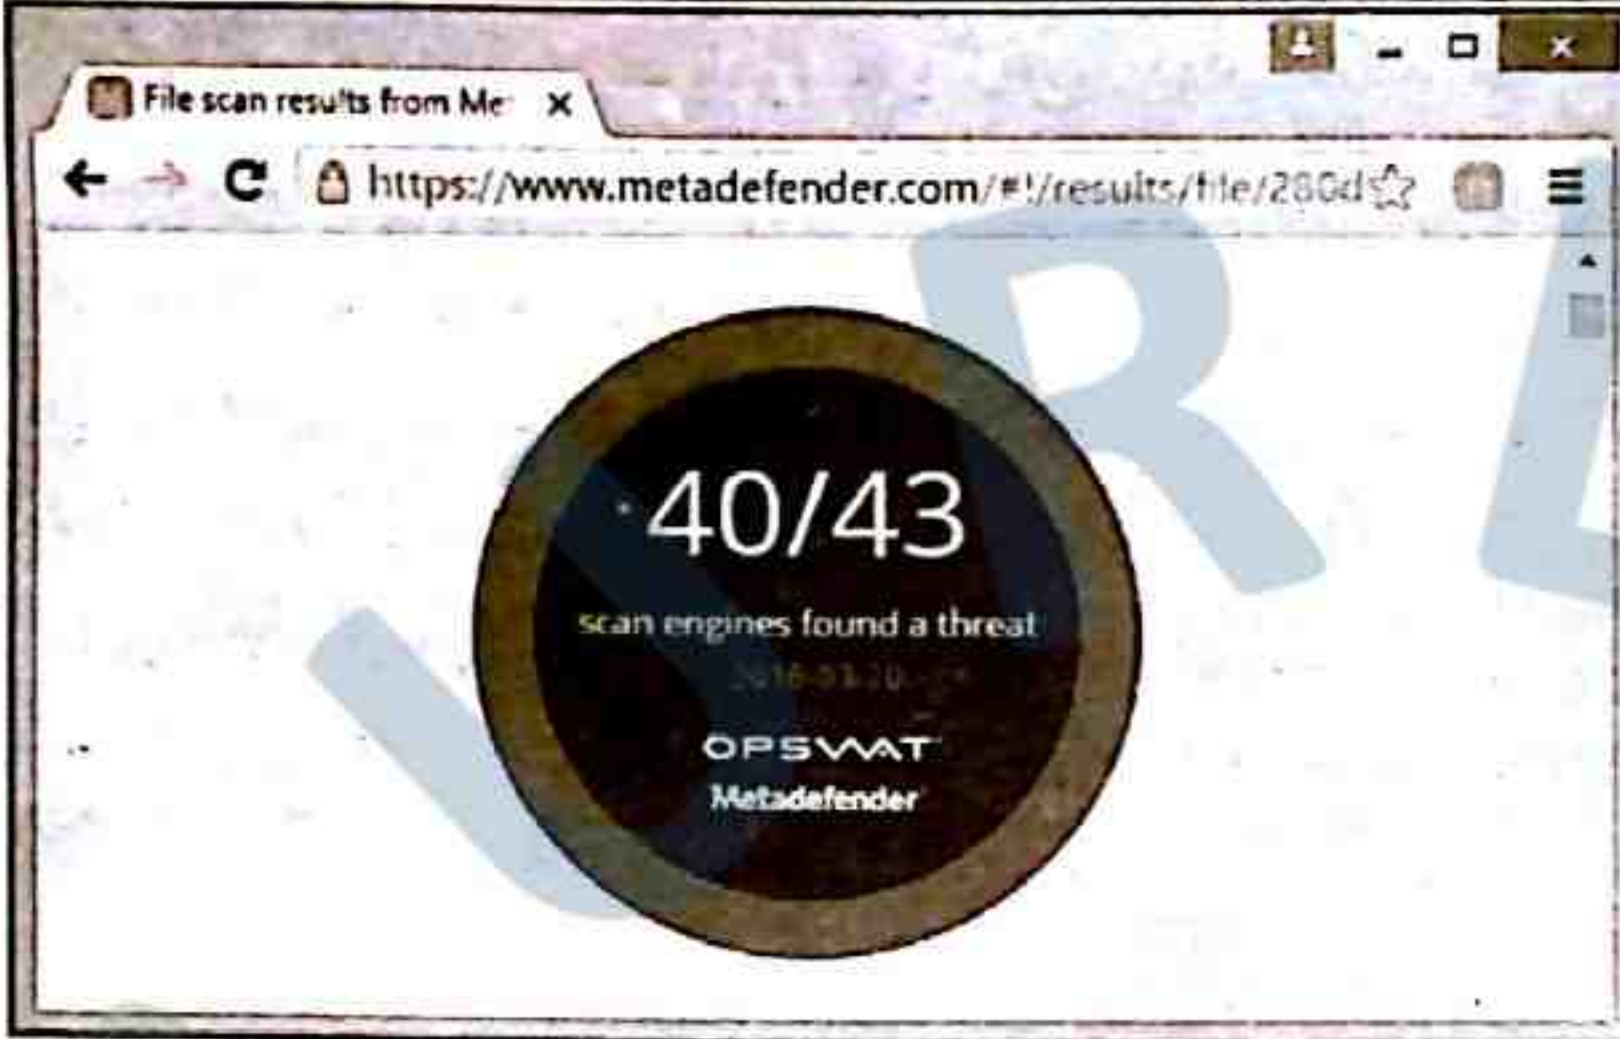 File scan results from Me
https://www.metadefender.com/#!/results/file/280d
40/43
scan engines found a threat
OPSWAT
Metadefender